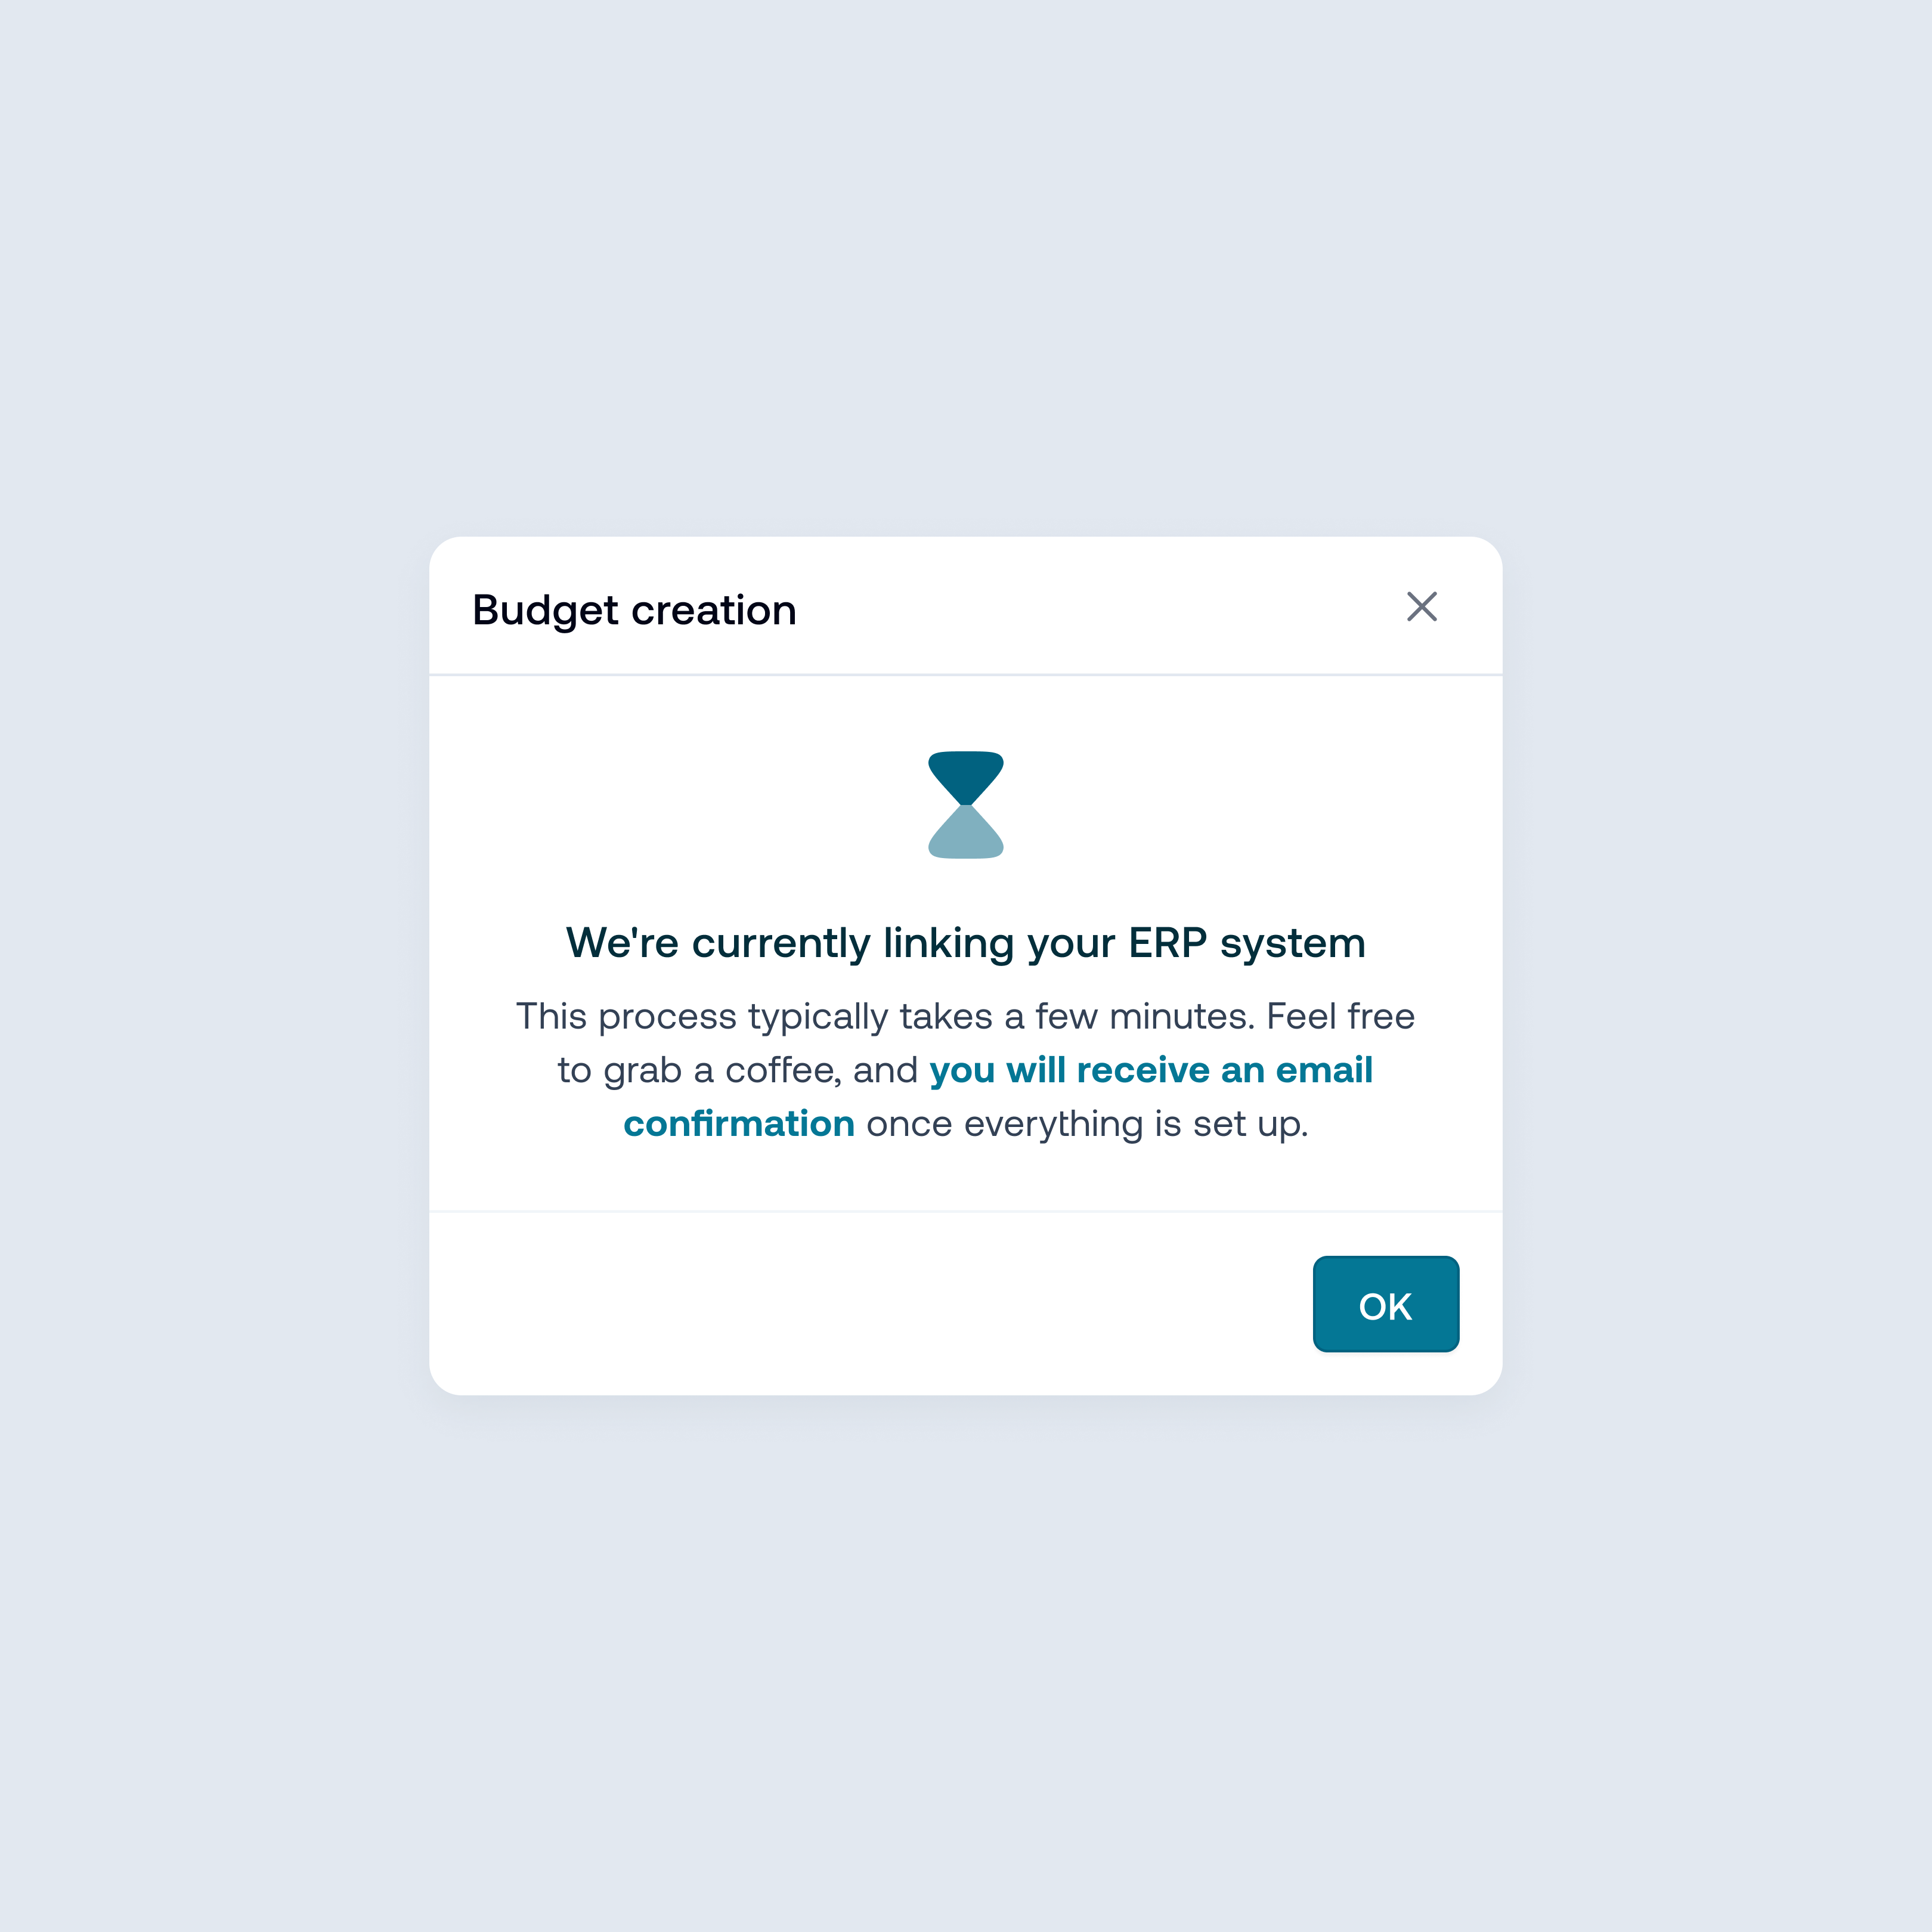 Budget creation
We're currently linking your ERP system
This process typically takes a few minutes. Feel free
to grab a coffee, and you will receive an email
confirmation once everything is set up.
OK